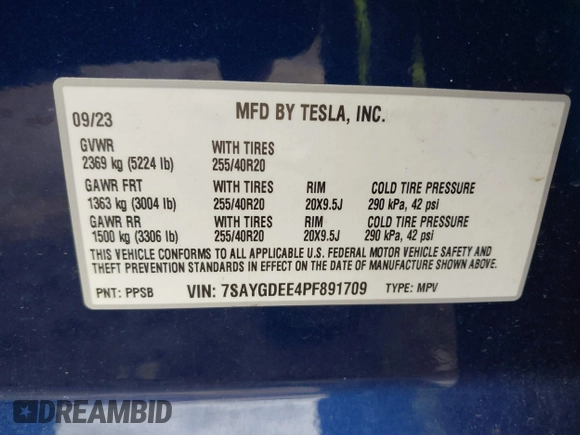 09/23 MFD BY TESLA, INC.
GVWR WITH TIRES
2369 kg (5224 lb) 255/40R20
GAWR FRT WITH TIRES RIM COLD TIRE PRESSURE
1363 kg (3004 lb) 255/40R20 20X9.5J 290 kPa, 42 psi
GAWR RR WITH TIRES RIM COLD TIRE PRESSURE
1500 kg (3306 lb) 255/40R20 20X9.5J 290 kPa, 42 psi
THIS VEHICLE CONFORMS TO ALL APPLICABLE U.S. FEDERAL MOTOR VEHICLE SAFETY AND
THEFT PREVENTION STANDARDS IN EFFECT ON THE DATE OF MANUFACTURE SHOWN ABOVE.
PNT: PPSB VIN: 7SAYGDEE4PF891709 TYPE: MPV
DREAMBID